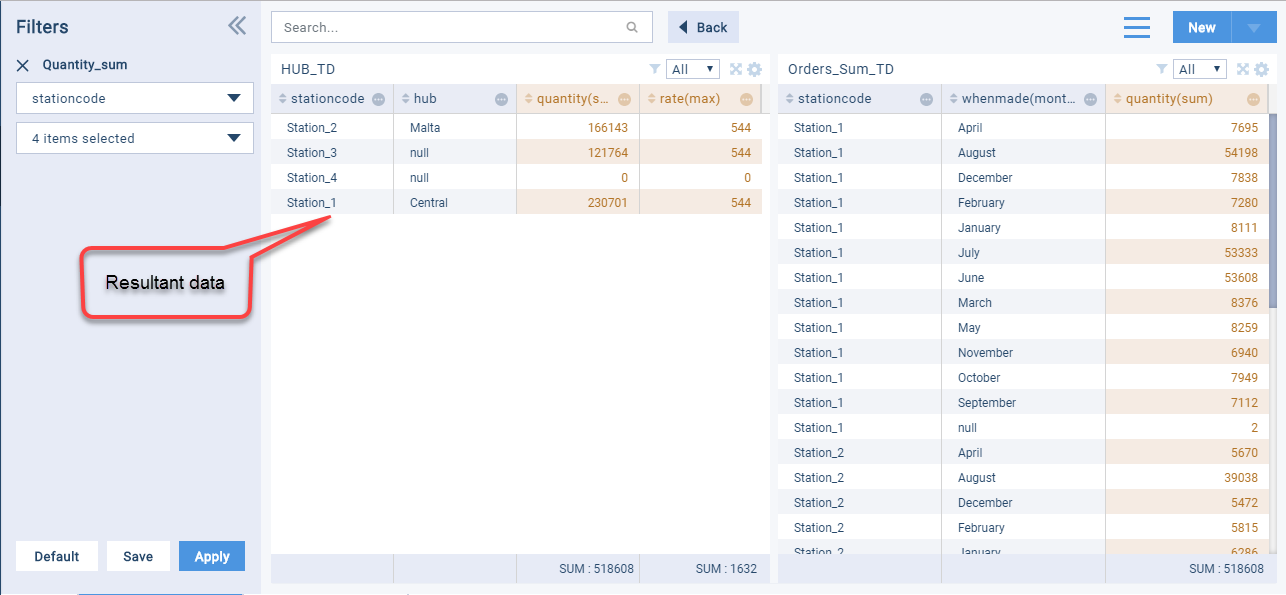 Filters
Quantity_sum
stationcode
4 items selected
Resultant data
Default Save Apply
Search... Back New
HUB_TD All
stationcode hub quantity(s... rate(max)
Station_2 Malta 166143 544
Station_3 null 121764 544
Station_4 null 0 0
Station_1 Central 230701 544
SUM : 518608 SUM : 1632
Orders_Sum_TD All
stationcode whenmade(mont... quantity(sum)
Station_1 April 7695
Station_1 August 54198
Station_1 December 7838
Station_1 February 7280
Station_1 January 8111
Station_1 July 53333
Station_1 June 53608
Station_1 March 8376
Station_1 May 8259
Station_1 November 6940
Station_1 October 7949
Station_1 September 7112
Station_1 null 2
Station_2 April 5670
Station_2 August 39038
Station_2 December 5472
Station_2 February 5815
Station_2 January 6286
SUM : 518608